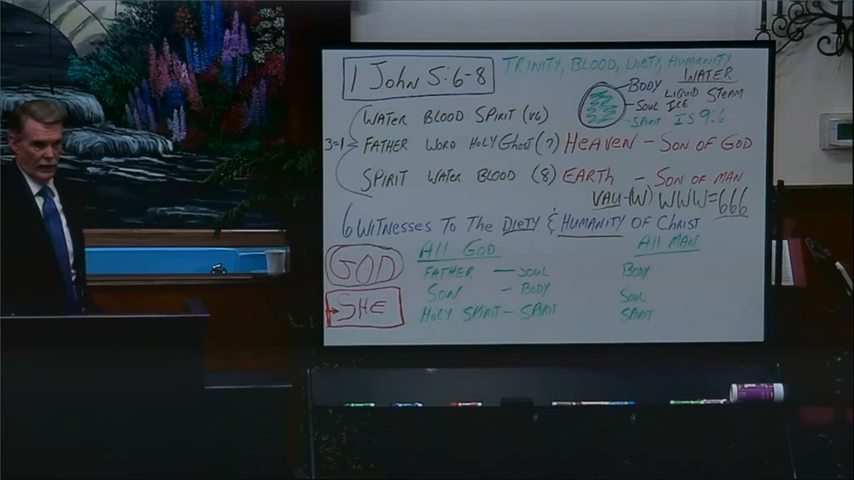 1 John 5:6-8
TRINITY, BLOOD, DIETY, HUMANITY
WATER
BODY LIQUID STEAM
SOUL ICE
SPIRIT IS 9:6
WATER BLOOD SPIRIT (V6)
3=1 FATHER WORD HOLY GHOST (7) HEAVEN - SON OF GOD
SPIRIT WATER BLOOD (8) EARTH - SON OF MAN
VAU-(W) WWW=666
6 WITNESSES TO THE DIETY & HUMANITY OF CHRIST
GOD
SHE
ALL GOD
FATHER — SOUL
SON - BODY
HOLY SPIRIT - SPIRIT
ALL MAN
BODY
SOUL
SPIRIT